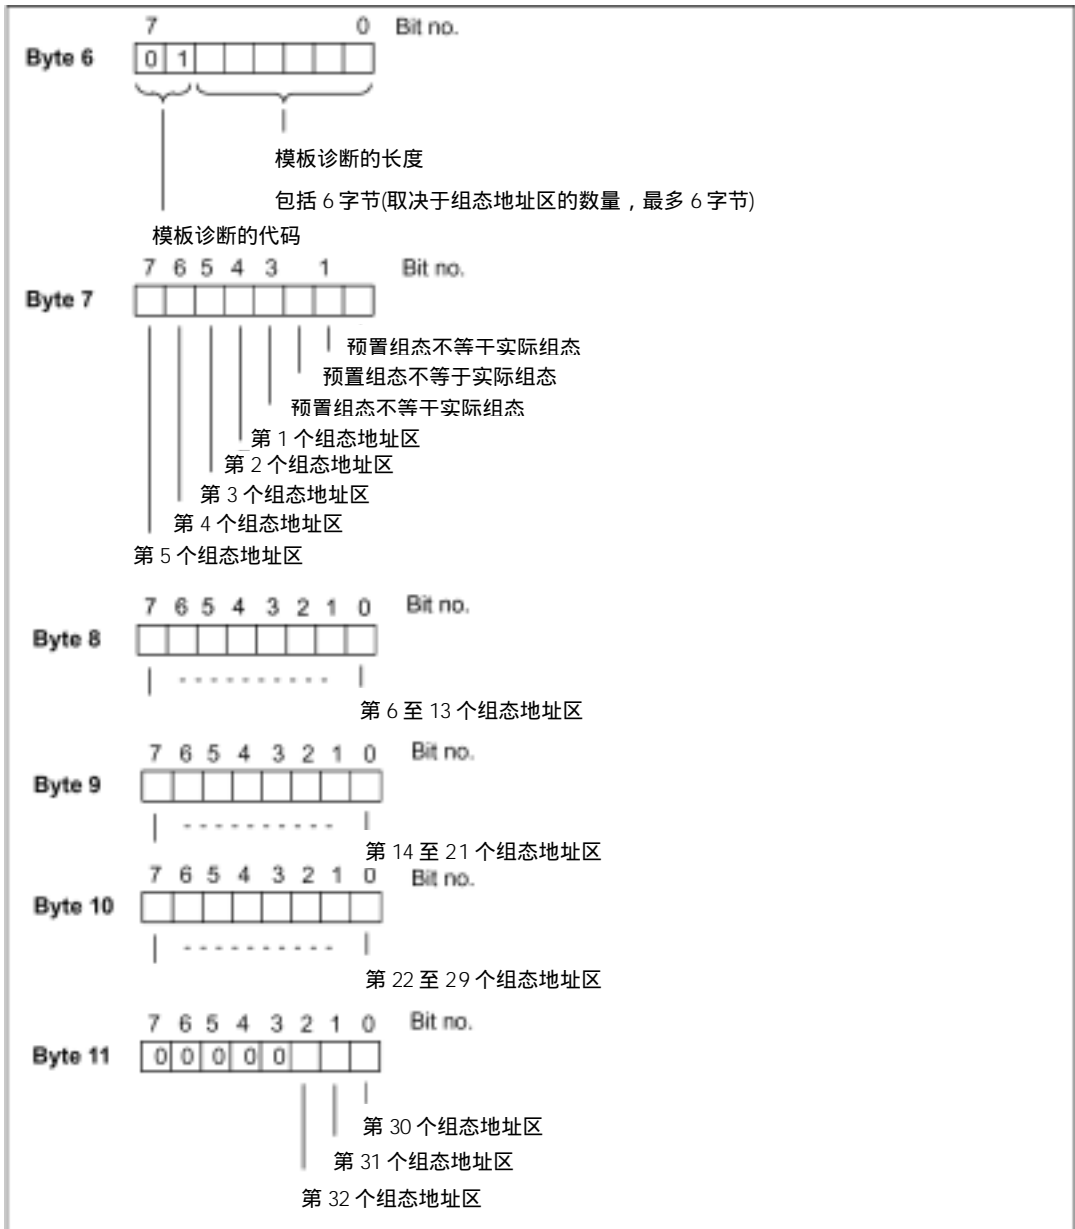 7 0 Bit no.
Byte 6 0 1
模板诊断的长度
包括 6 字节(取决于组态地址区的数量，最多 6 字节)
模板诊断的代码
7 6 5 4 3 1 Bit no.
Byte 7
预置组态不等于实际组态
预置组态不等于实际组态
预置组态不等于实际组态
第 1 个组态地址区
第 2 个组态地址区
第 3 个组态地址区
第 4 个组态地址区
第 5 个组态地址区
7 6 5 4 3 2 1 0 Bit no.
Byte 8
第 6 至 13 个组态地址区
7 6 5 4 3 2 1 0 Bit no.
Byte 9
第 14 至 21 个组态地址区
7 6 5 4 3 2 1 0 Bit no.
Byte 10
第 22 至 29 个组态地址区
7 6 5 4 3 2 1 0 Bit no.
Byte 11 0 0 0 0 0
第 30 个组态地址区
第 31 个组态地址区
第 32 个组态地址区